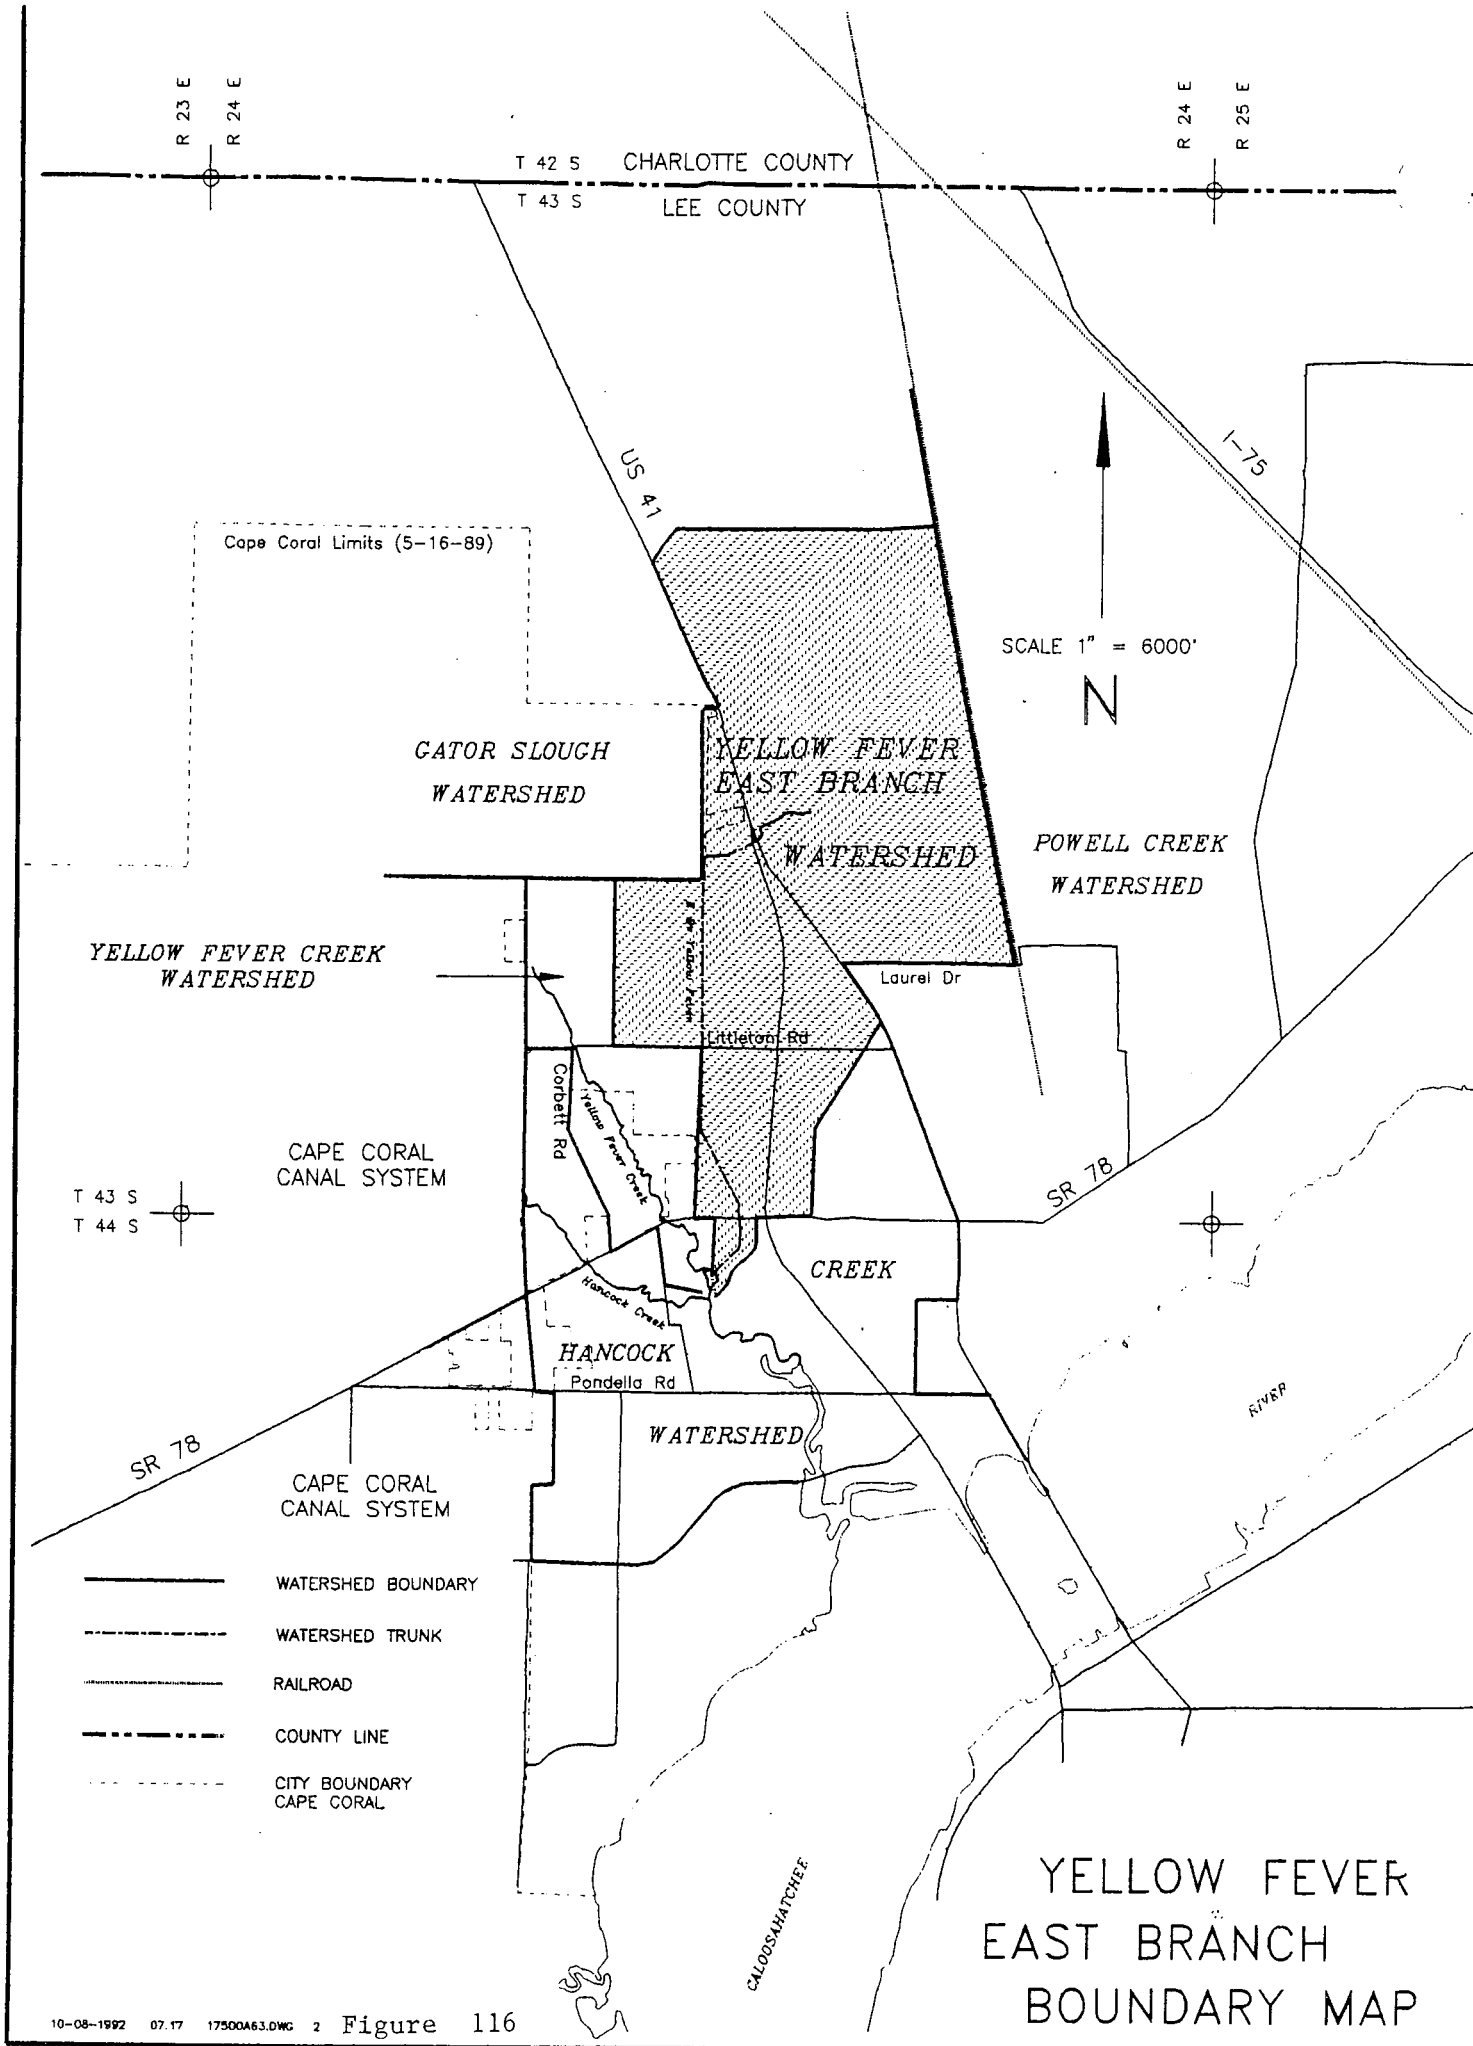 R 23 E
R 24 E
R 24 E
R 25 E
T 42 S
CHARLOTTE COUNTY
T 43 S
LEE COUNTY
US 41
I-75
Cape Coral Limits (5-16-89)
SCALE 1" = 6000'
N
GATOR SLOUGH
WATERSHED
YELLOW FEVER
EAST BRANCH
WATERSHED
POWELL CREEK
WATERSHED
YELLOW FEVER CREEK
WATERSHED
Laurel Dr
Littleton Rd
Corbett Rd
Yellow Fever Creek
CAPE CORAL
CANAL SYSTEM
T 43 S
T 44 S
SR 78
CREEK
Hancock Creek
HANCOCK
Pondella Rd
WATERSHED
RIVER
SR 78
CAPE CORAL
CANAL SYSTEM
WATERSHED BOUNDARY
WATERSHED TRUNK
RAILROAD
COUNTY LINE
CITY BOUNDARY
CAPE CORAL
CALOOSAHATCHEE
YELLOW FEVER
EAST BRANCH
BOUNDARY MAP
10-08-1992 07.17 17500A63.DWG 2 Figure 116